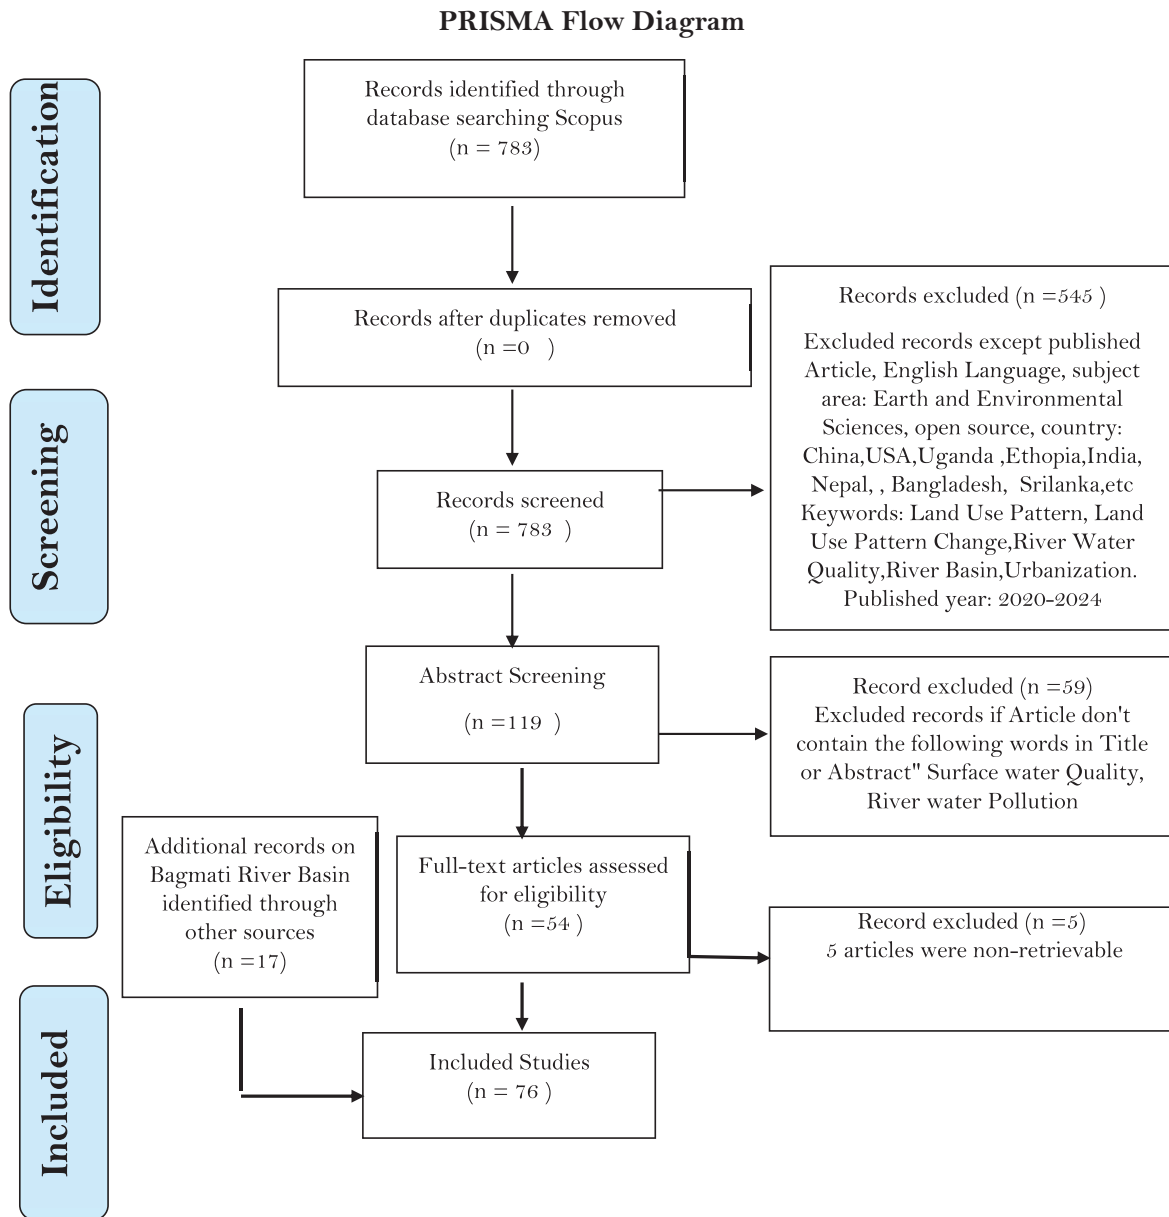 PRISMA Flow Diagram
Identification
Records identified through
database searching Scopus
(n = 783)
Records after duplicates removed
(n =0 )
Records excluded (n =545 )
Excluded records except published
Article, English Language, subject
area: Earth and Environmental
Sciences, open source, country:
China,USA,Uganda ,Ethopia,India,
Nepal, , Bangladesh, Srilanka,etc
Keywords: Land Use Pattern, Land
Use Pattern Change,River Water
Quality,River Basin,Urbanization.
Published year: 2020-2024
Screening
Records screened
(n = 783 )
Abstract Screening
(n =119 )
Record excluded (n =59)
Excluded records if Article don't
contain the following words in Title
or Abstract" Surface water Quality,
River water Pollution
Eligibility
Additional records on
Bagmati River Basin
identified through
other sources
(n =17)
Full-text articles assessed
for eligibility
(n =54 )
Record excluded (n =5)
5 articles were non-retrievable
Included
Included Studies
(n = 76 )